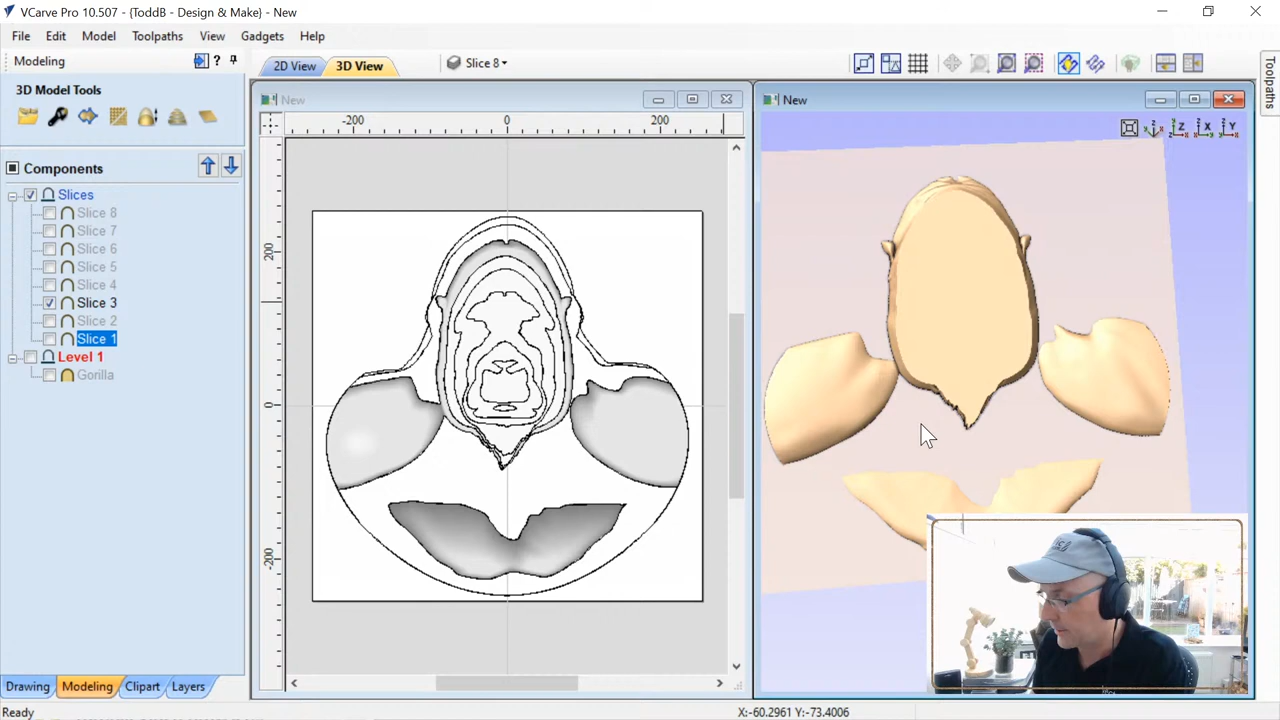 VCarve Pro 10.507 - {ToddB - Design & Make} - New
File Edit Model Toolpaths View Gadgets Help
Modeling
2D View
3D View
Slice 8
3D Model Tools
Components
Slices
Slice 8
Slice 7
Slice 6
Slice 5
Slice 4
Slice 3
Slice 2
Slice 1
Level 1
Gorilla
Drawing Modeling Clipart Layers
Ready
New
-200 0 200
200
0
-200
New
Z X Y
Toolpaths
X:-60.2961 Y:-73.4006